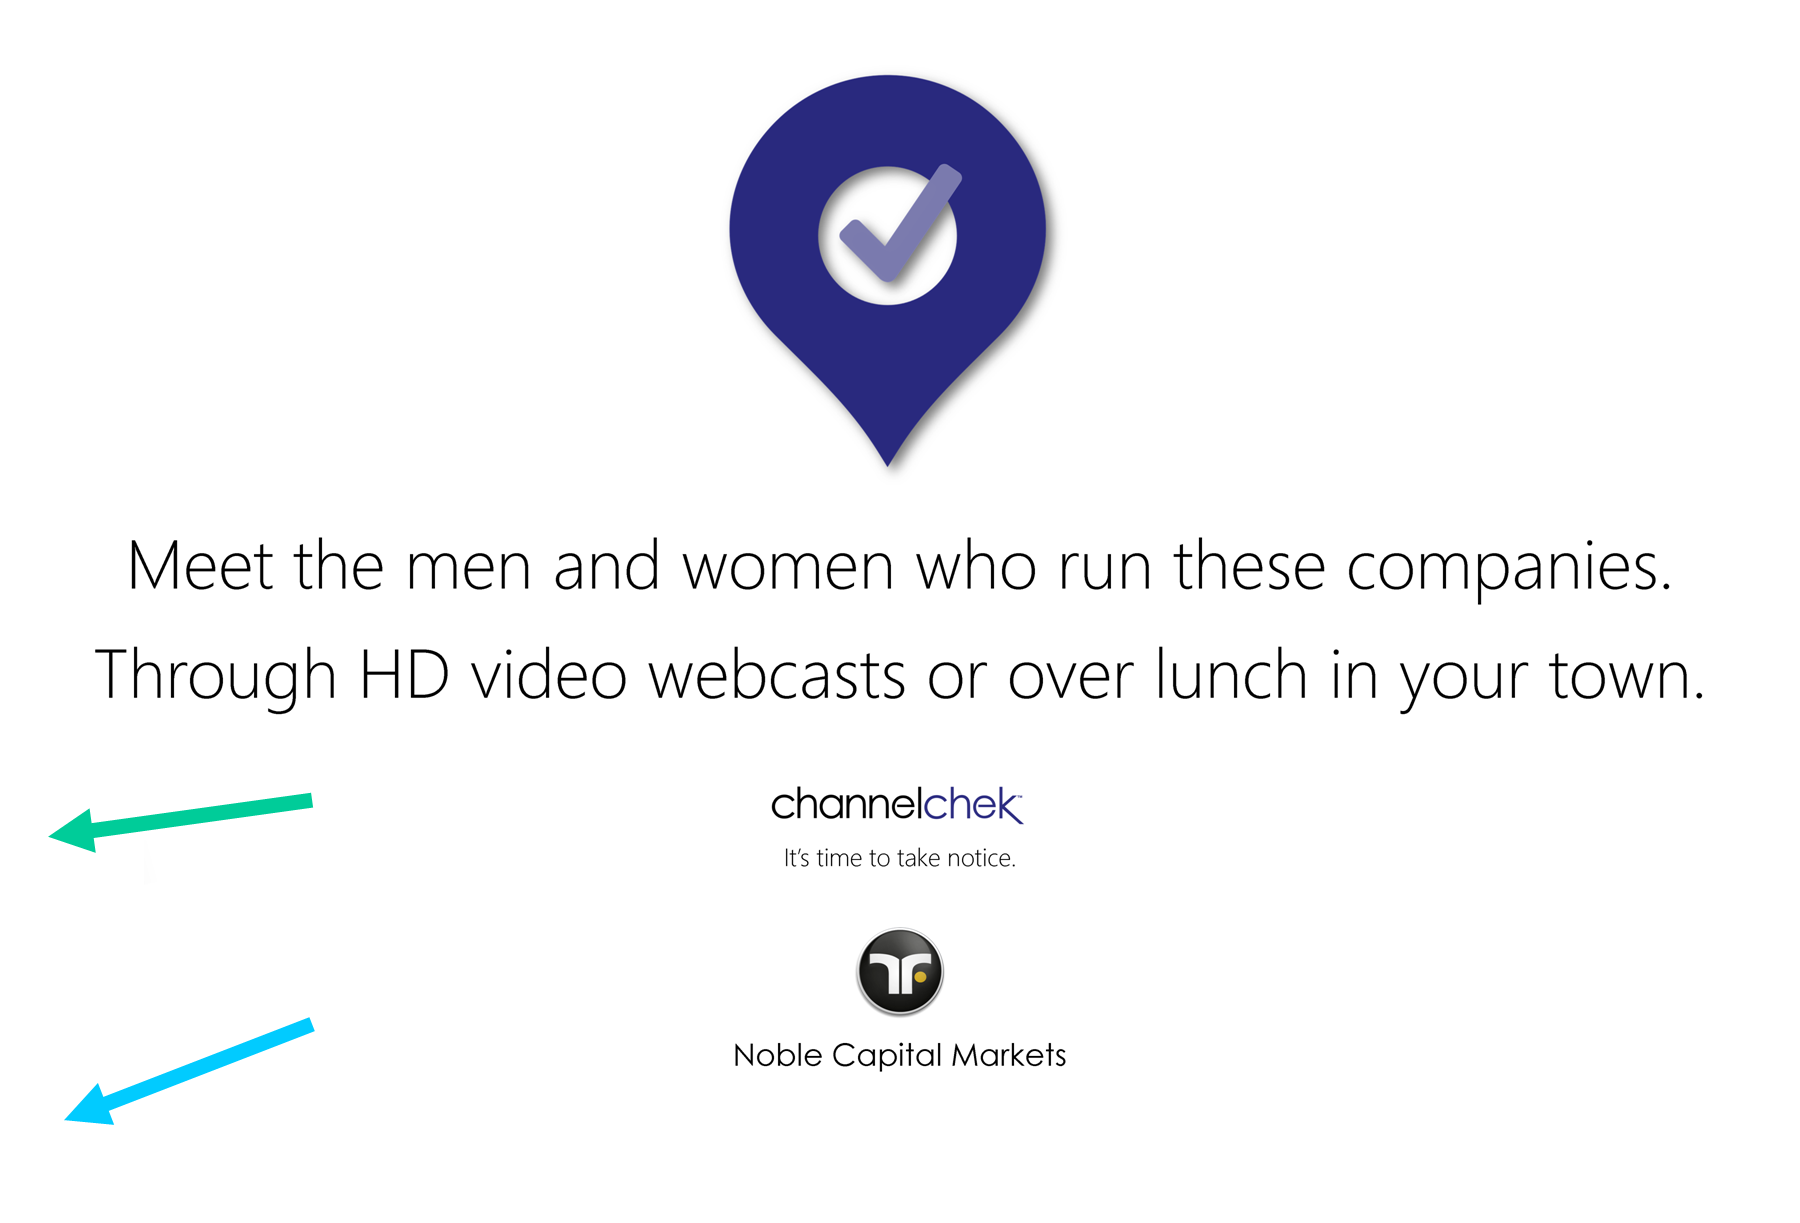 Meet the men and women who run these companies.
Through HD video webcasts or over lunch in your town.
channelchek™
It's time to take notice.
Noble Capital Markets